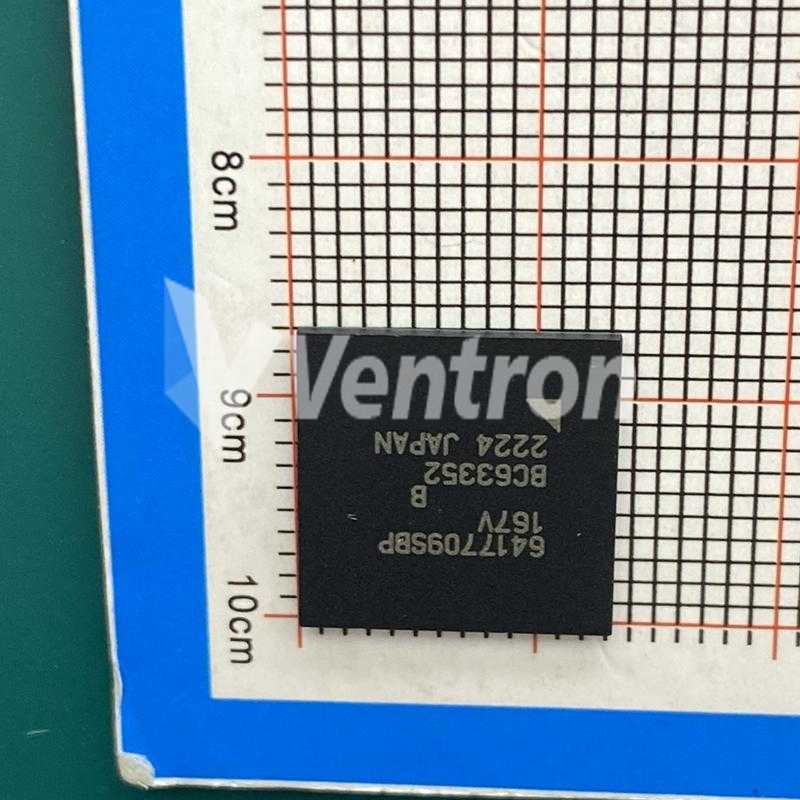 8cm
9cm
10cm
Ventron
6417709SBP
167V
B
BC63352
2224 JAPAN